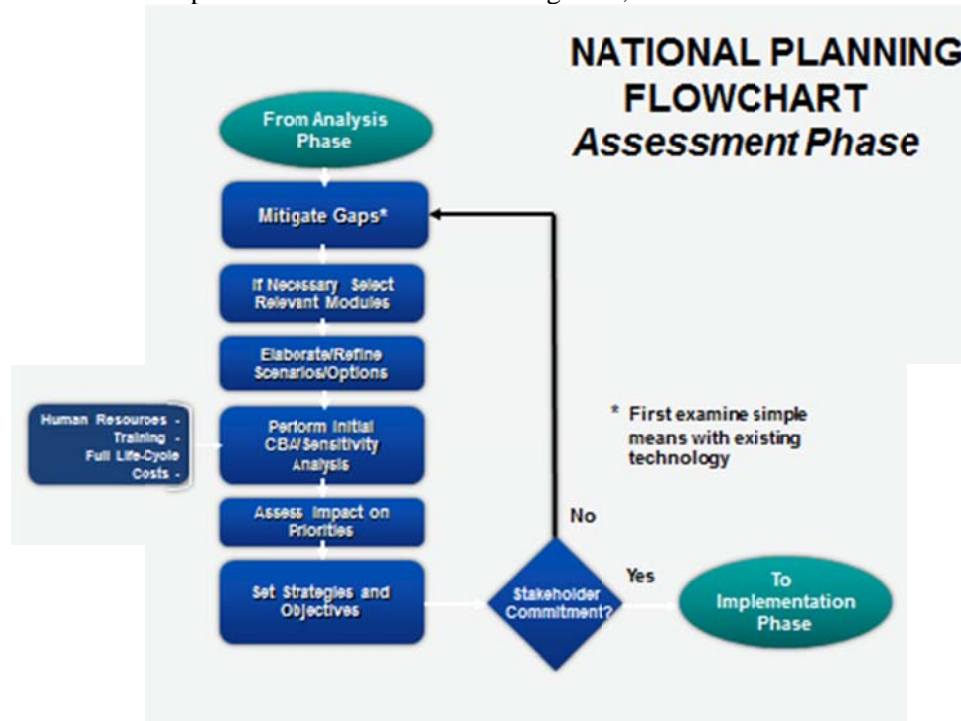 NATIONAL PLANNING
FLOWCHART
Assessment Phase
From Analysis
Phase
Mitigate Gaps*
If Necessary Select
Relevant Modules
Elaborate/Refine
Scenarios/Options
Human Resources -
Training -
Full Life-Cycle
Costs -
Perform Initial
CBA/Sensitivity
Analysis
* First examine simple
means with existing
technology
Assess Impact on
Priorities
Set Strategies and
Objectives
Stakeholder
Commitment?
No
Yes
To
Implementation
Phase